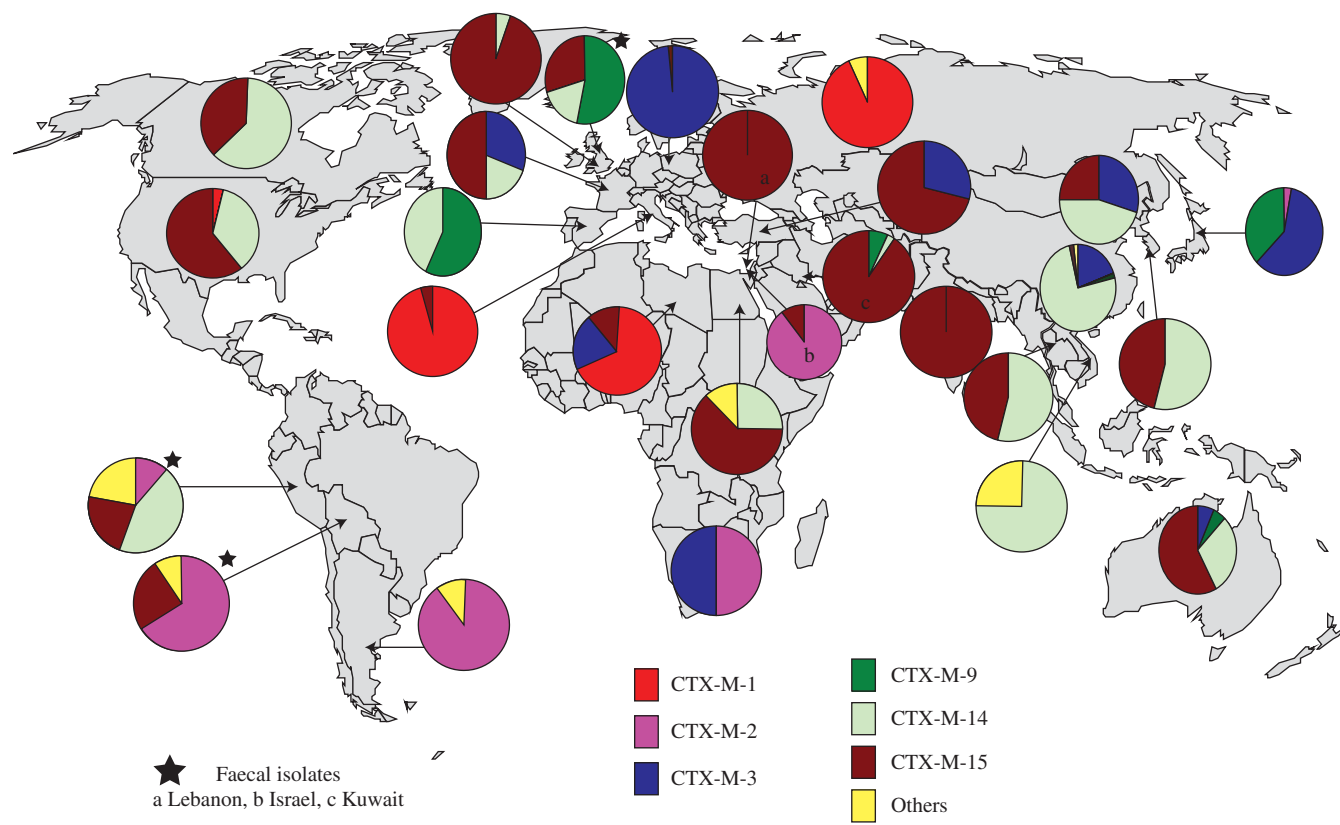 a
c
b
CTX-M-1
CTX-M-2
CTX-M-3
CTX-M-9
CTX-M-14
CTX-M-15
Others
Faecal isolates
a Lebanon, b Israel, c Kuwait